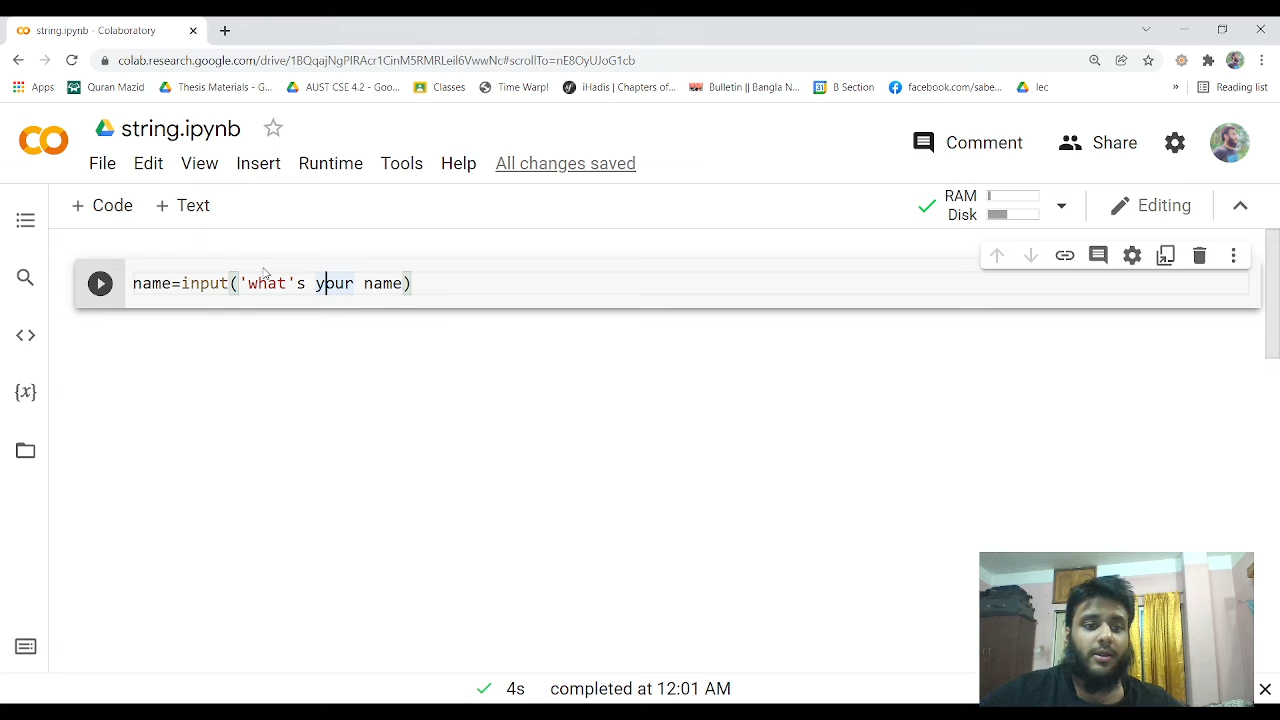 string.ipynb - Colaboratory
colab.research.google.com/drive/1BQqajNgPIRAcr1CinM5RMRLeil6VwwNc#scrollTo=nE8OyUJoG1cb
Apps Quran Mazid Thesis Materials - G... AUST CSE 4.2 - Goo... Classes Time Warp! iHadis | Chapters of... Bulletin || Bangla N... B Section facebook.com/sabe... lec » Reading list
string.ipynb
Comment Share
File Edit View Insert Runtime Tools Help All changes saved
+ Code + Text
RAM
Disk
Editing
name=input('what's your name)
{x}
4s completed at 12:01 AM